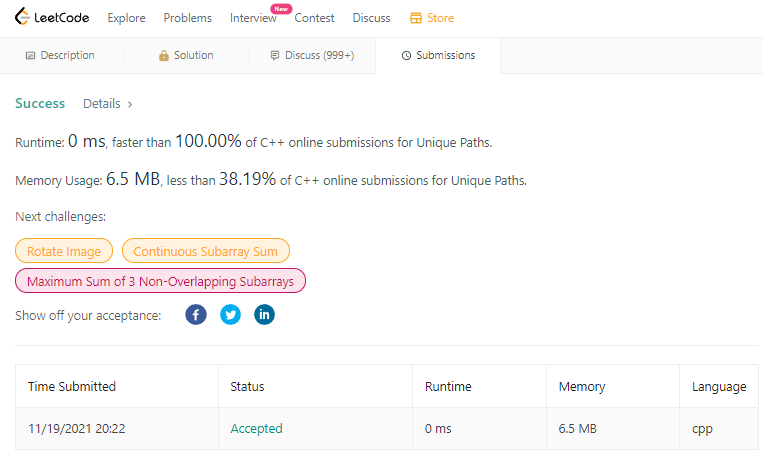 LeetCode Explore Problems Interview New Contest Discuss Store
Description Solution Discuss (999+) Submissions
Success Details ›
Runtime: 0 ms, faster than 100.00% of C++ online submissions for Unique Paths.
Memory Usage: 6.5 MB, less than 38.19% of C++ online submissions for Unique Paths.
Next challenges:
Rotate Image Continuous Subarray Sum
Maximum Sum of 3 Non-Overlapping Subarrays
Show off your acceptance: f in
Time Submitted Status Runtime Memory Language
11/19/2021 20:22 Accepted 0 ms 6.5 MB cpp